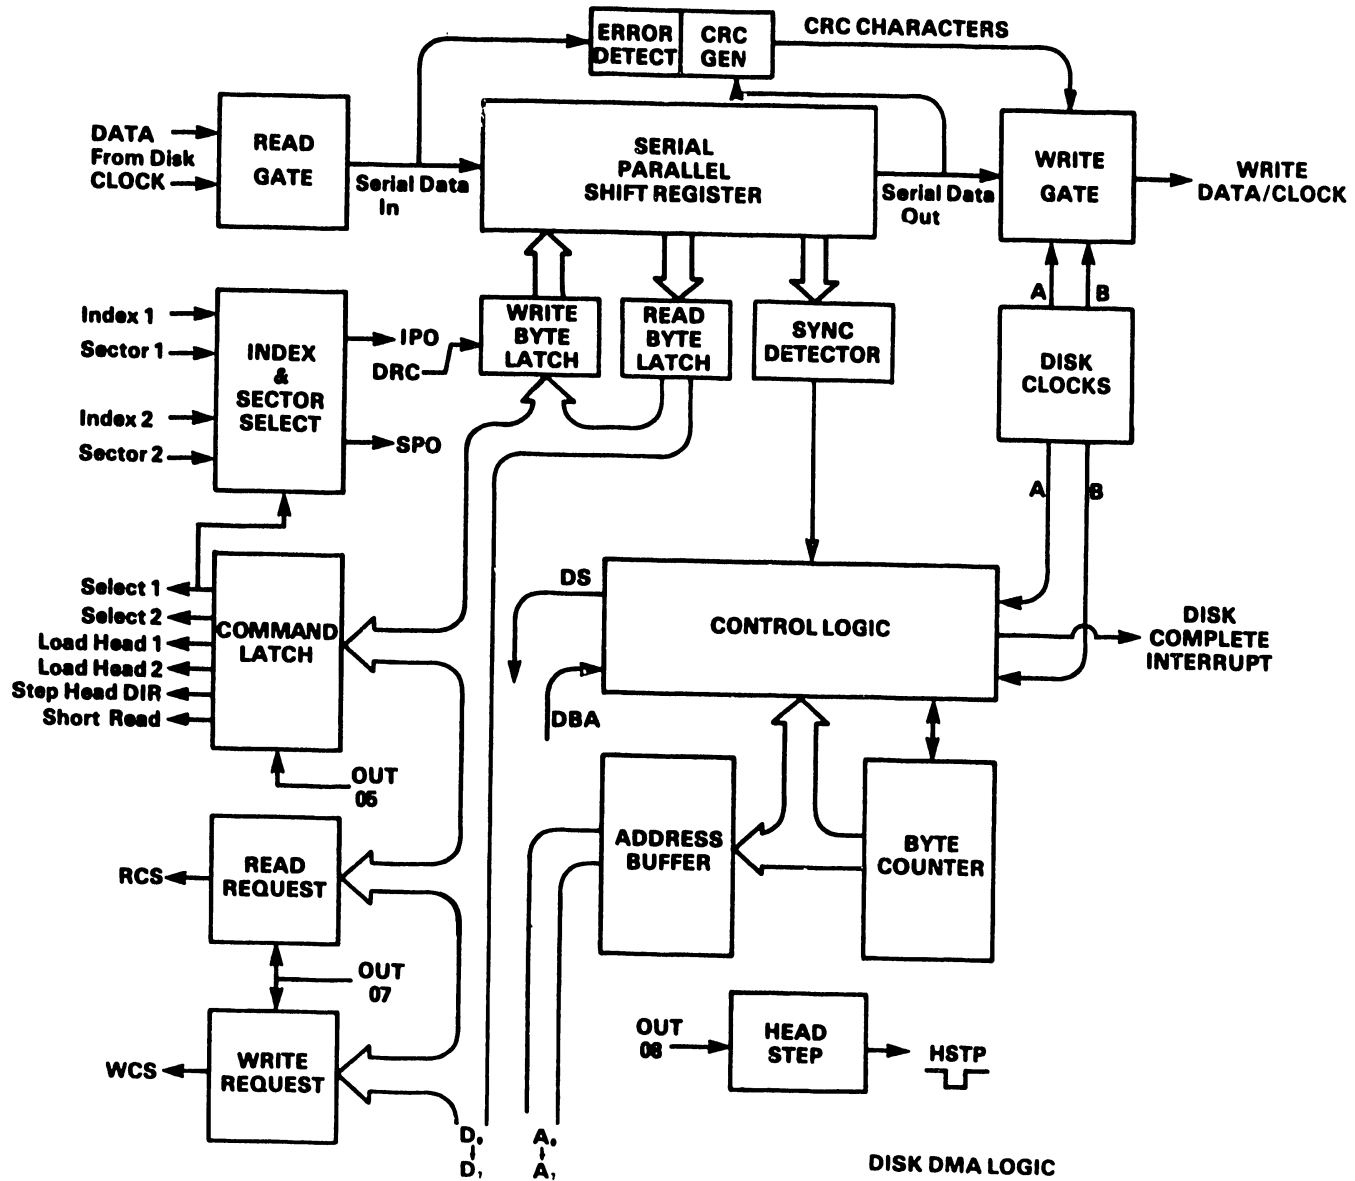 CRC CHARACTERS
ERROR DETECT
CRC GEN
DATA
From Disk
CLOCK
READ
GATE
Serial Data
In
SERIAL
PARALLEL
SHIFT REGISTER
Serial Data
Out
WRITE
GATE
WRITE
DATA/CLOCK
Index 1
Sector 1
Index 2
Sector 2
INDEX
&
SECTOR
SELECT
IPO
SPO
DRC
WRITE
BYTE
LATCH
READ
BYTE
LATCH
SYNC
DETECTOR
A
B
DISK
CLOCKS
A
B
Select 1
Select 2
Load Head 1
Load Head 2
Step Head DIR
Short Read
COMMAND
LATCH
OUT
05
DS
DBA
CONTROL LOGIC
DISK
COMPLETE
INTERRUPT
ADDRESS
BUFFER
BYTE
COUNTER
RCS
READ
REQUEST
OUT
07
WCS
WRITE
REQUEST
OUT
HEAD
STEP
HSTP
D
D
A
A
DISK DMA LOGIC